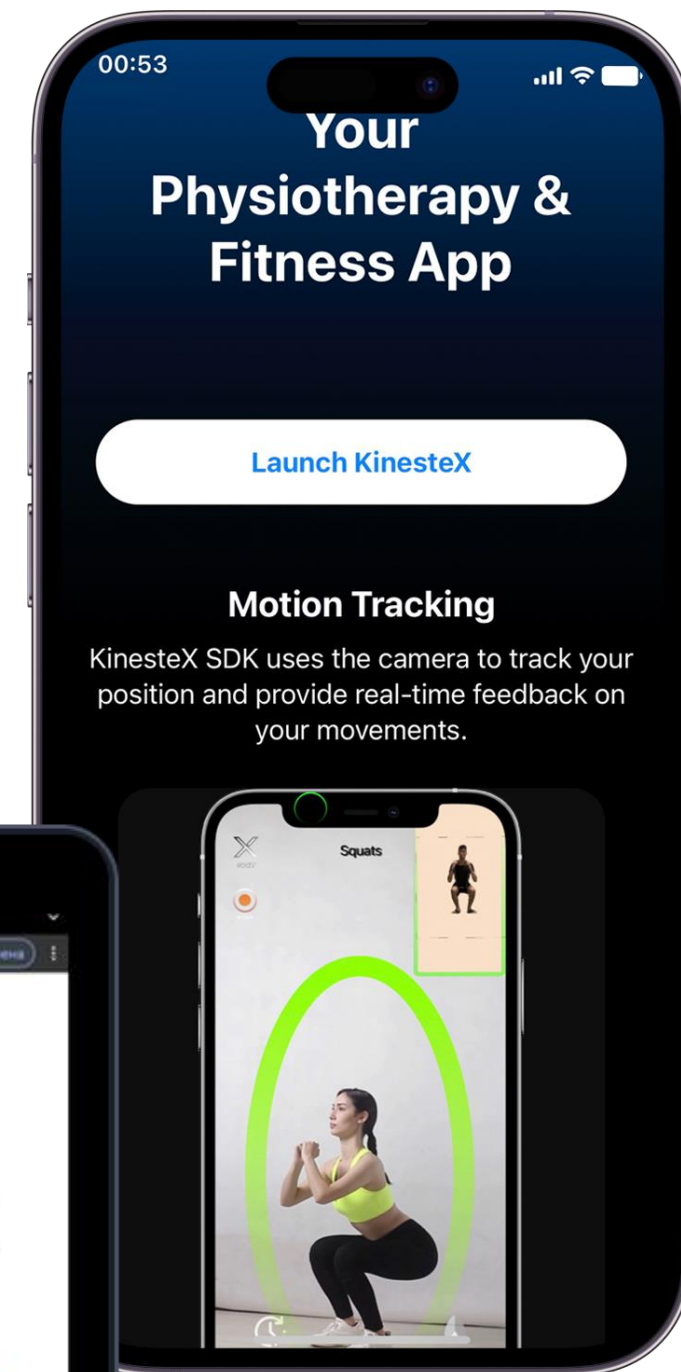 00:53
Your
Physiotherapy &
Fitness App
Launch KinesteX
Motion Tracking
KinesteX SDK uses the camera to track your
position and provide real-time feedback on
your movements.
Squats